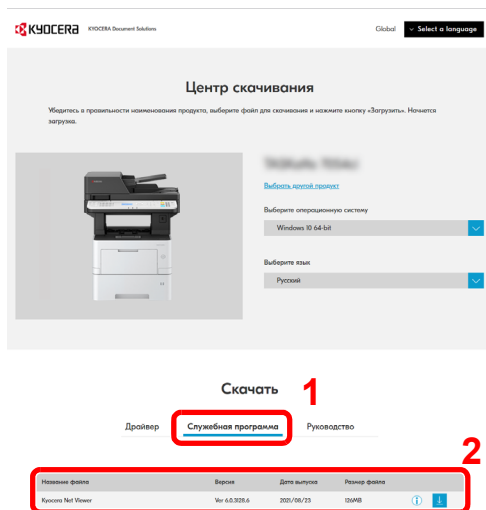 KYOCERA KYOCERA Document Solutions Global Select a language
Центр скачивания
Убедитесь в правильности наименования продукта, выберите файл для скачивания и нажмите кнопку «Загрузить». Начнется
загрузка.
Выбрать другой продукт
Выберите операционную систему
Windows 10 64-bit
Выберите язык
Русский
Скачать
1
Драйвер Служебная программа Руководство
2
Название файла Версия Дата выпуска Размер файла
Kyocera Net Viewer Ver 6.0.3128.6 2021/08/23 126MB